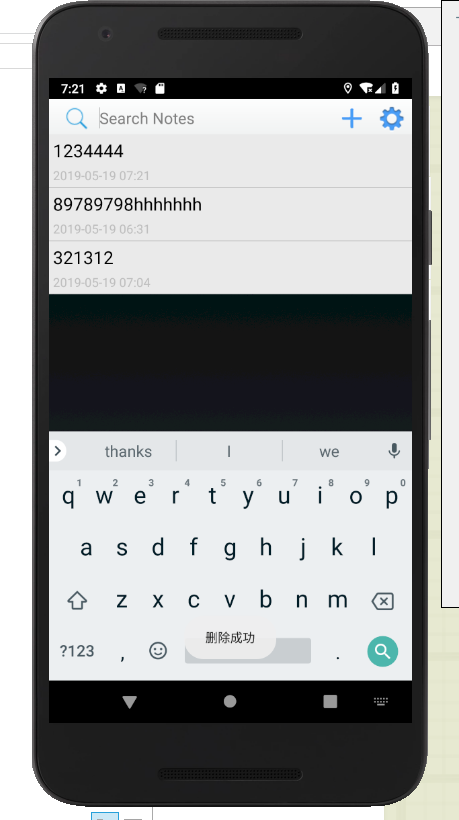 7:21
Search Notes
1234444
2019-05-19 07:21
89789798hhhhhhh
2019-05-19 06:31
321312
2019-05-19 07:04
thanks I we
1 2 3 4 5 6 7 8 9 0
q w e r t y u i o p
a s d f g h j k l
z x c v b n m
?123 , .
删除成功